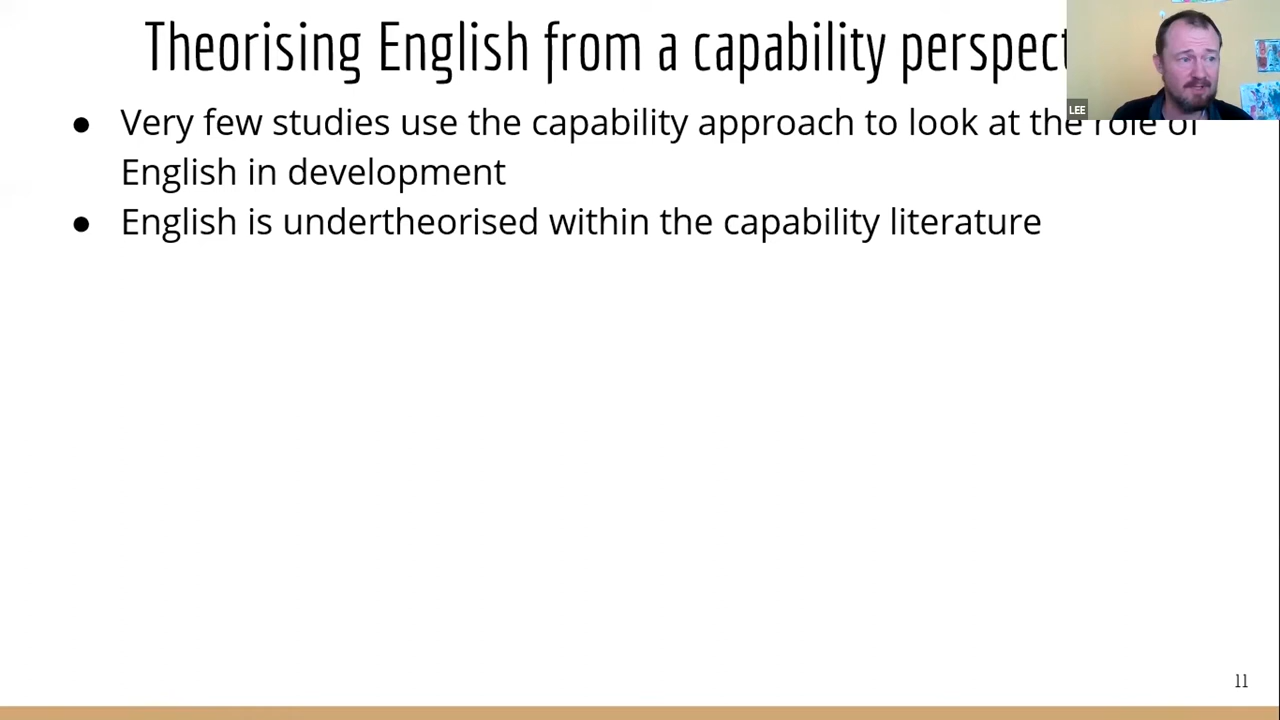 Theorising English from a capability perspect
LEE
● Very few studies use the capability approach to look at the role of
English in development
● English is undertheorised within the capability literature
11